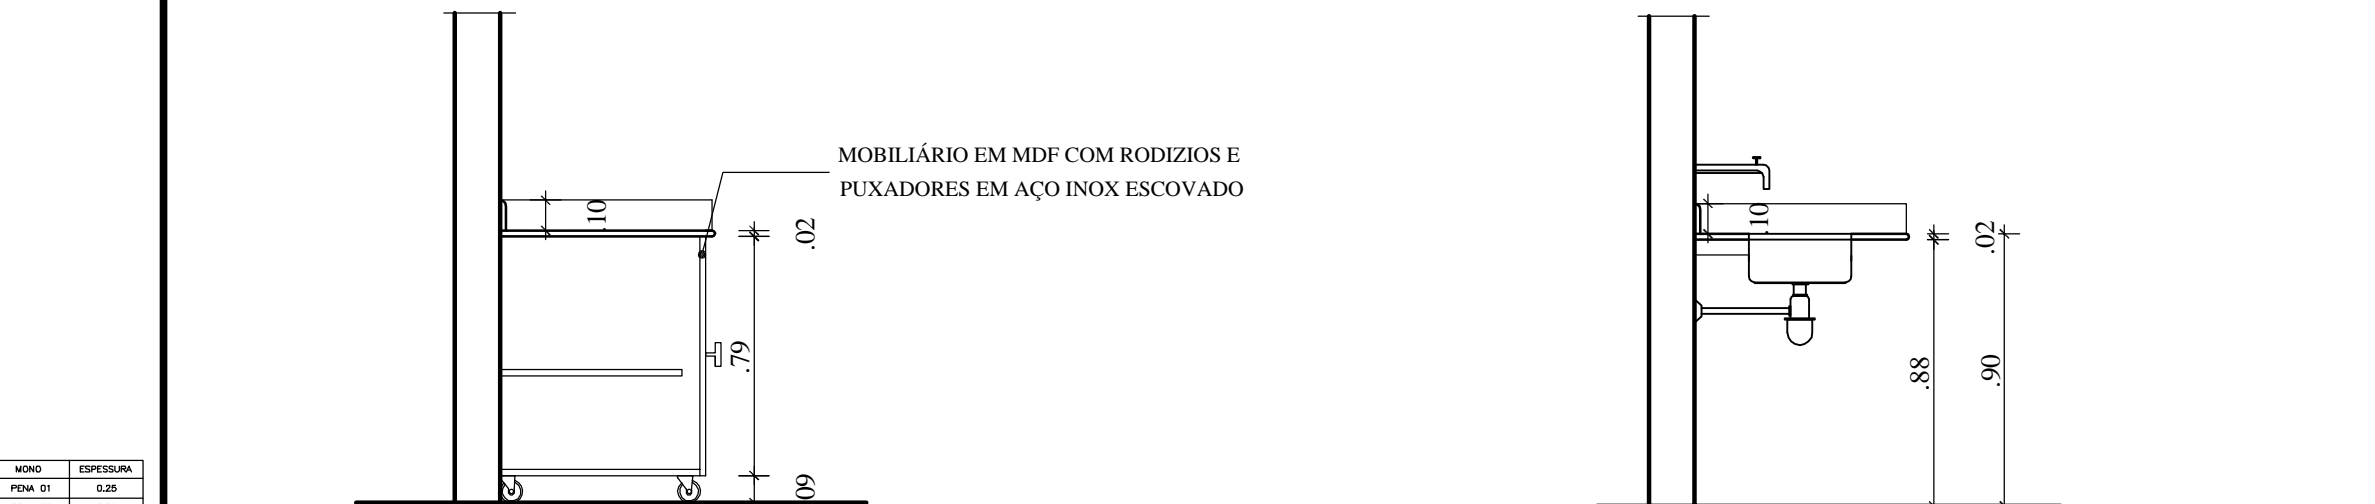 MOBILIÁRIO EM MDF COM RODIZIOS E
PUXADORES EM AÇO INOX ESCOVADO
.10
.02
.79
09
.10
.02
.88
.90
MONO ESPESSURA
PENA 01 0.25